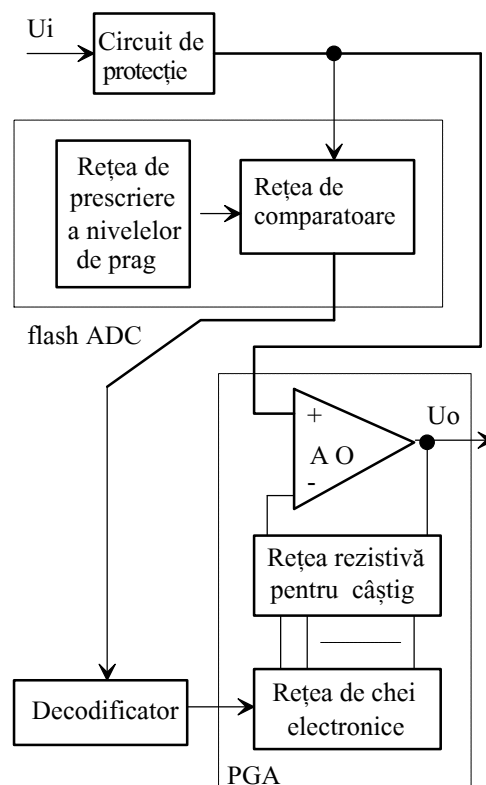 Ui
Circuit de
protecție
Rețea de
prescriere
a nivelelor
de prag
Rețea de
comparatoare
flash ADC
+
A O
-
Uo
Rețea rezistivă
pentru câștig
Decodificator
Rețea de chei
electronice
PGA